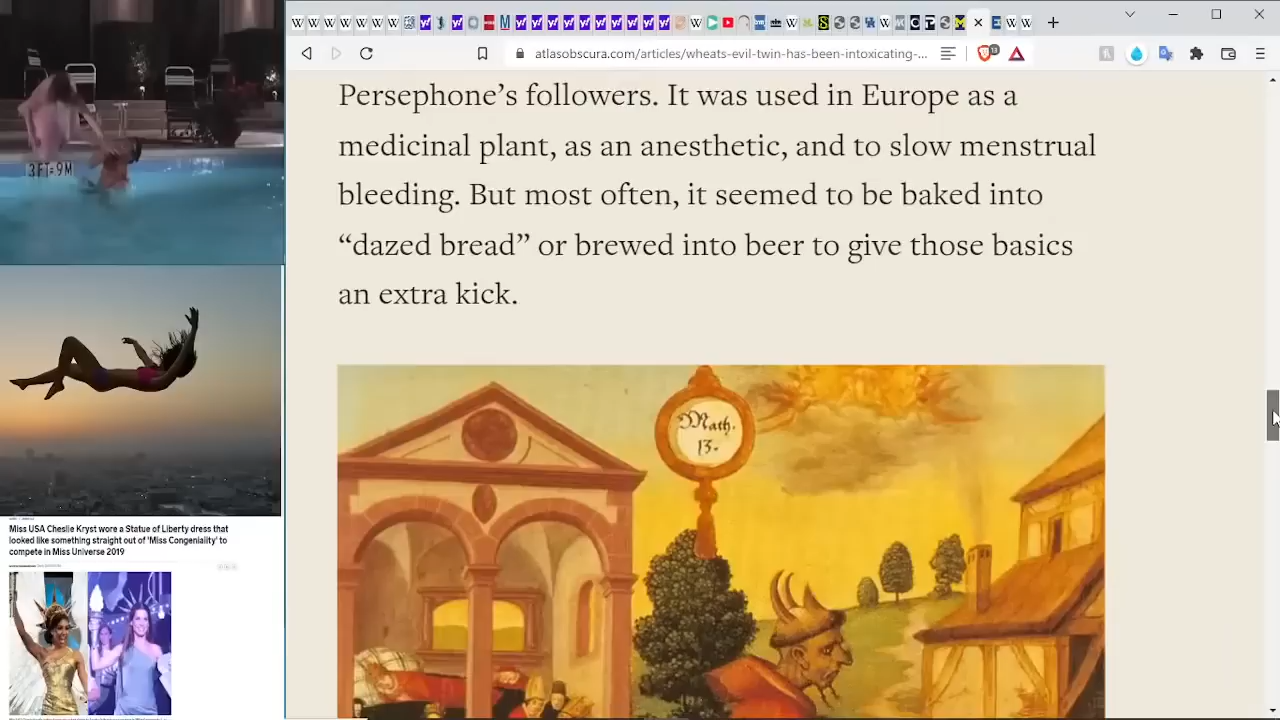 atlasobscura.com/articles/wheats-evil-twin-has-been-intoxicating-...
13
Persephone’s followers. It was used in Europe as a
medicinal plant, as an anesthetic, and to slow menstrual
bleeding. But most often, it seemed to be baked into
“dazed bread” or brewed into beer to give those basics
an extra kick.
Math.
13.
3 FT=9M
Miss USA Cheslie Kryst wore a Statue of Liberty dress that
looked like something straight out of 'Miss Congeniality' to
compete in Miss Universe 2019